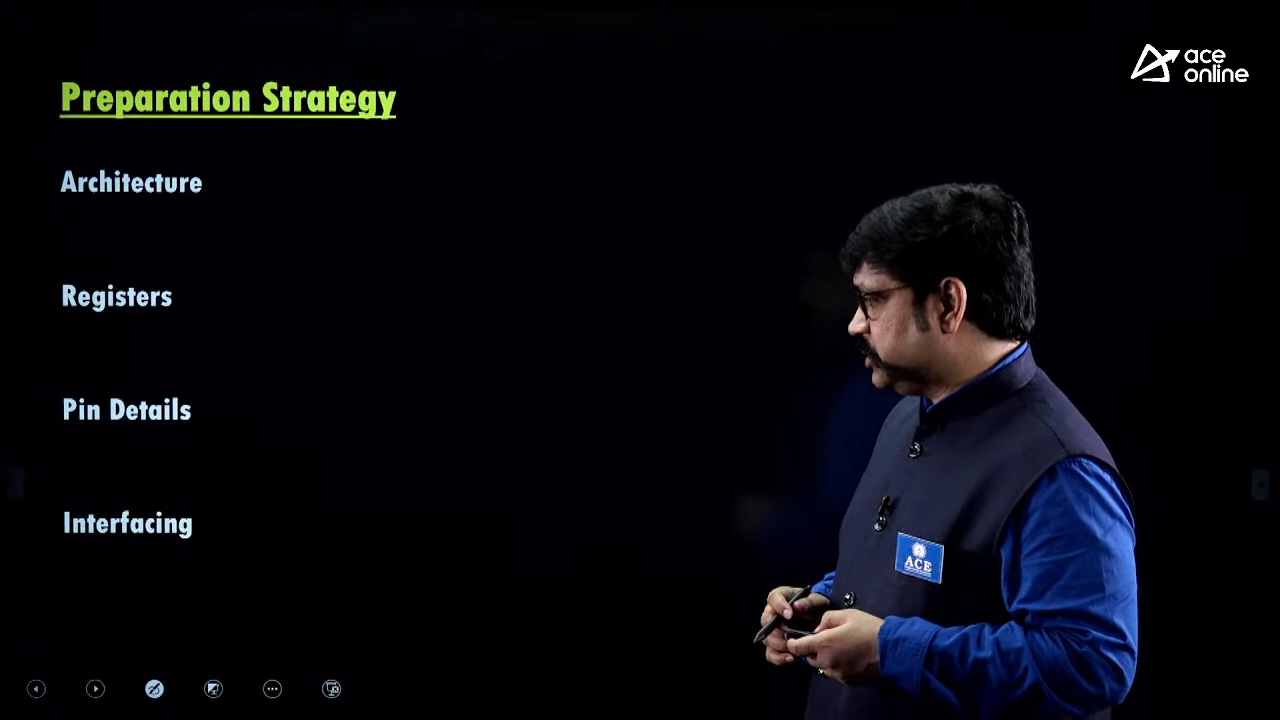 ace
online
Preparation Strategy
Architecture
Registers
Pin Details
Interfacing
ACE